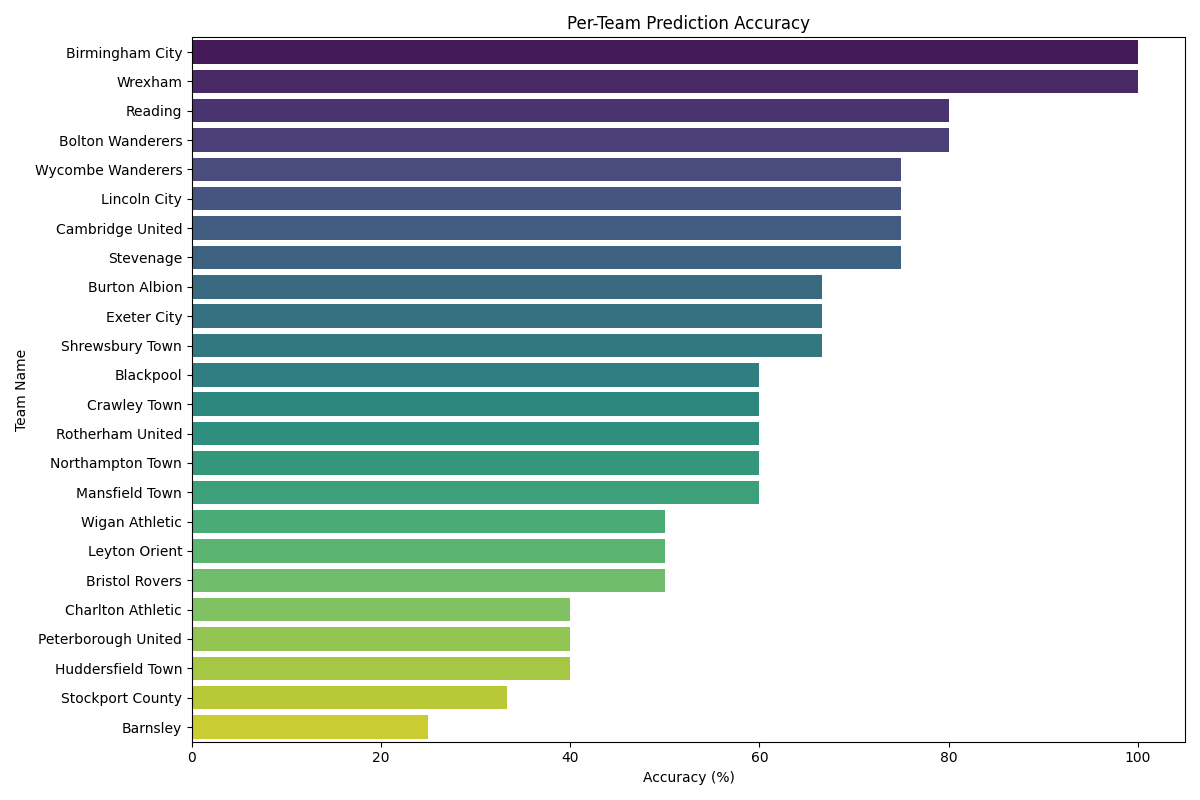 Per-Team Prediction Accuracy
Team Name
Birmingham City
Wrexham
Reading
Bolton Wanderers
Wycombe Wanderers
Lincoln City
Cambridge United
Stevenage
Burton Albion
Exeter City
Shrewsbury Town
Blackpool
Crawley Town
Rotherham United
Northampton Town
Mansfield Town
Wigan Athletic
Leyton Orient
Bristol Rovers
Charlton Athletic
Peterborough United
Huddersfield Town
Stockport County
Barnsley
0 20 40 60 80 100
Accuracy (%)